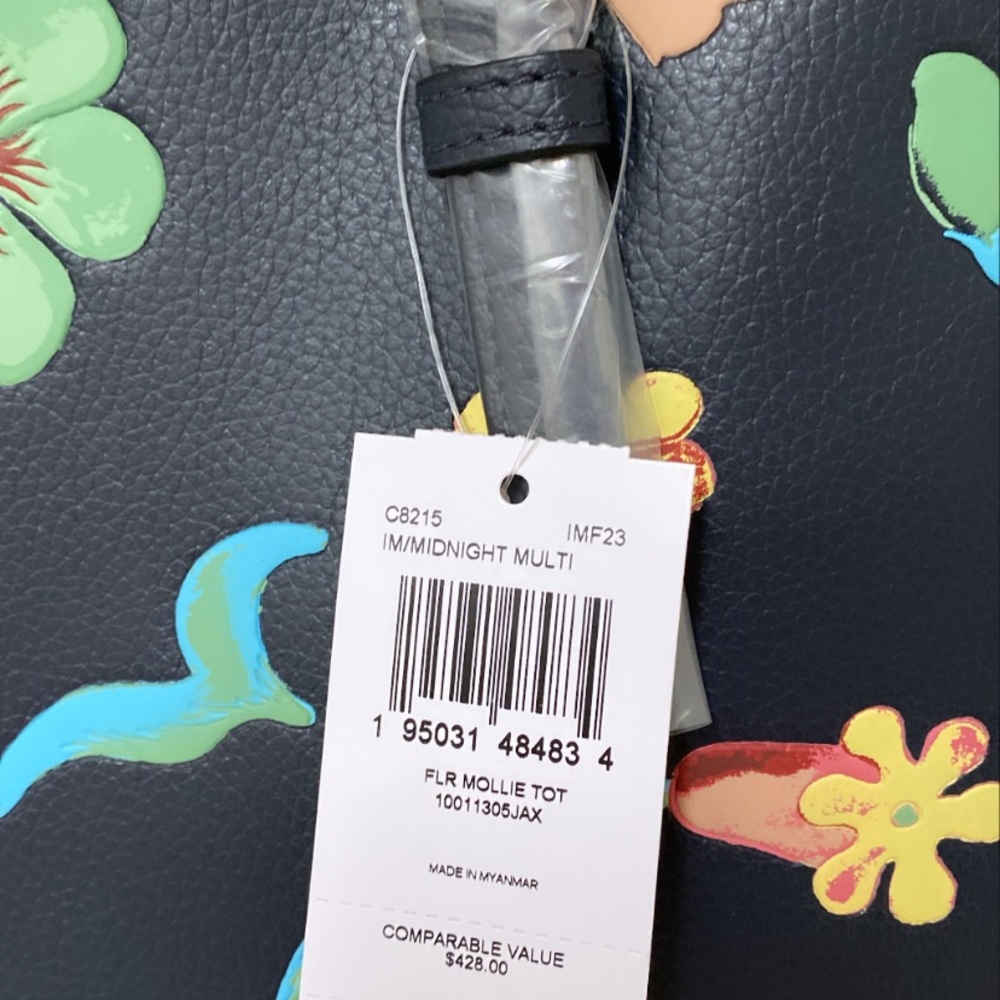 C8215 IMF23
IM/MIDNIGHT MULTI
1 95031 48483 4
FLR MOLLIE TOT
10011305JAX
MADE IN MYANMAR
COMPARABLE VALUE
$428.00